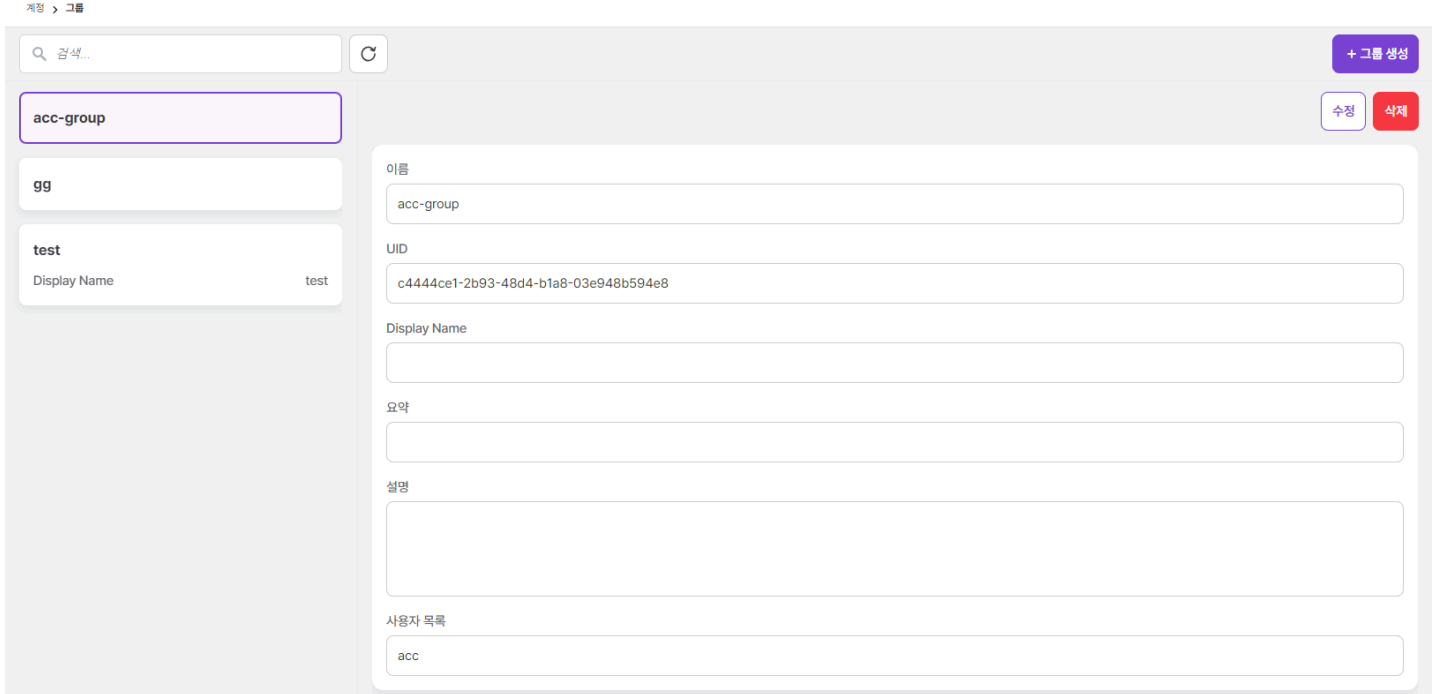 계정 > 그룹
검색...
+ 그룹 생성
acc-group
gg
test
Display Name test
수정 삭제
이름
acc-group
UID
c4444ce1-2b93-48d4-b1a8-03e948b594e8
Display Name
요약
설명
사용자 목록
acc